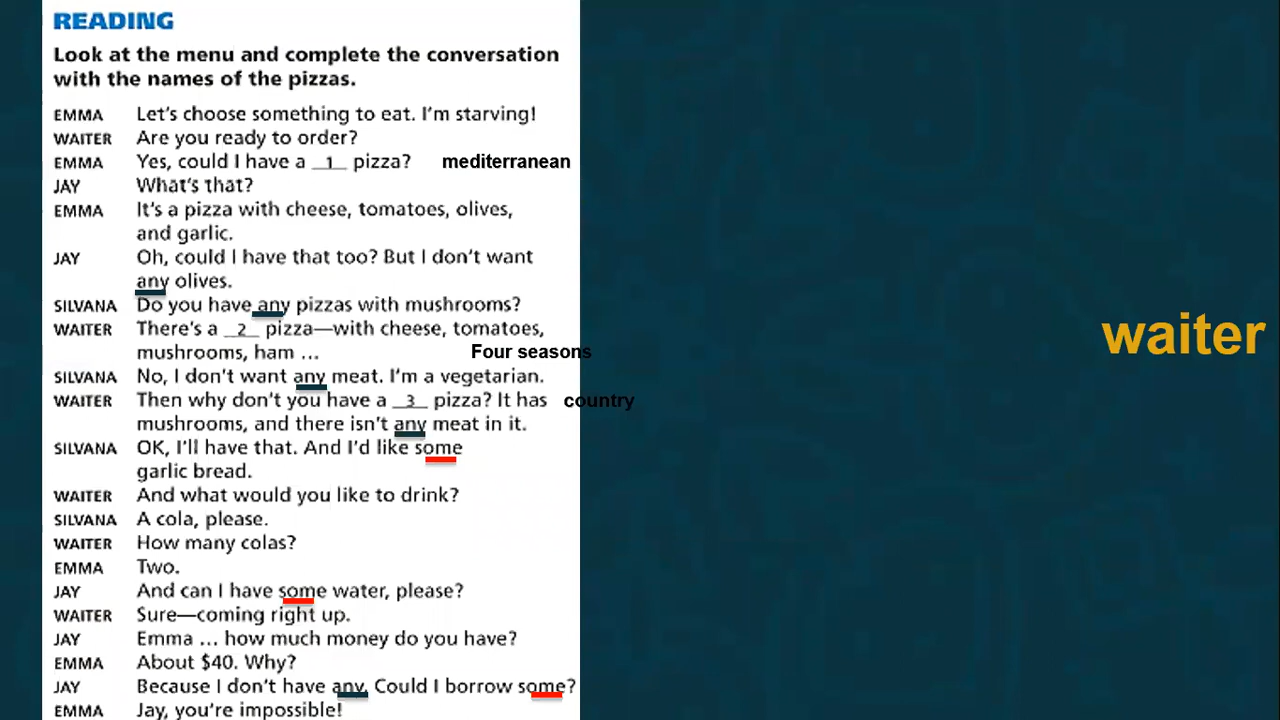 READING
Look at the menu and complete the conversation
with the names of the pizzas.
EMMA Let's choose something to eat. I'm starving!
WAITER Are you ready to order?
EMMA Yes, could I have a __1__ pizza? mediterranean
JAY What's that?
EMMA It's a pizza with cheese, tomatoes, olives,
and garlic.
JAY Oh, could I have that too? But I don't want
any olives.
SILVANA Do you have any pizzas with mushrooms?
WAITER There's a __2__ pizza—with cheese, tomatoes,
mushrooms, ham ... Four seasons
SILVANA No, I don't want any meat. I'm a vegetarian.
WAITER Then why don't you have a __3__ pizza? It has country
mushrooms, and there isn't any meat in it.
SILVANA OK, I'll have that. And I'd like some
garlic bread.
WAITER And what would you like to drink?
SILVANA A cola, please.
WAITER How many colas?
EMMA Two.
JAY And can I have some water, please?
WAITER Sure—coming right up.
JAY Emma ... how much money do you have?
EMMA About $40. Why?
JAY Because I don't have any. Could I borrow some?
EMMA Jay, you're impossible!
waiter